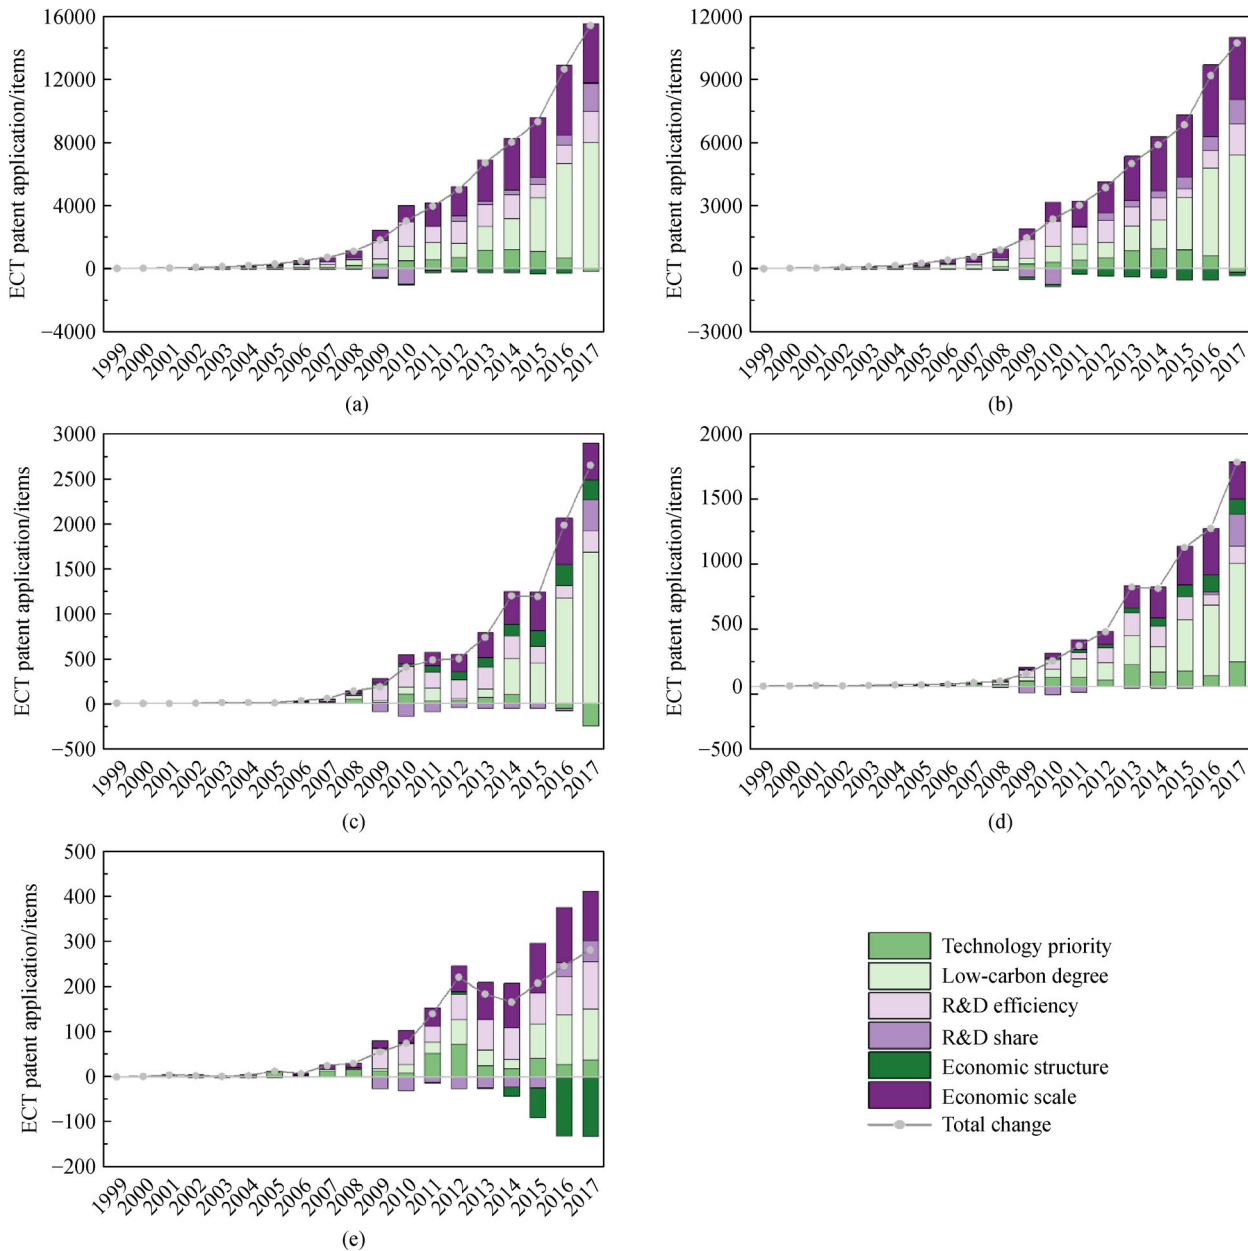 16000
12000
8000
4000
0
−4000
ECT patent application/items
1999 2000 2001 2002 2003 2004 2005 2006 2007 2008 2009 2010 2011 2012 2013 2014 2015 2016 2017
(a)
12000
9000
6000
3000
0
−3000
ECT patent application/items
1999 2000 2001 2002 2003 2004 2005 2006 2007 2008 2009 2010 2011 2012 2013 2014 2015 2016 2017
(b)
3000
2500
2000
1500
1000
500
0
−500
ECT patent application/items
1999 2000 2001 2002 2003 2004 2005 2006 2007 2008 2009 2010 2011 2012 2013 2014 2015 2016 2017
(c)
2000
1500
1000
500
0
−500
ECT patent application/items
1999 2000 2001 2002 2003 2004 2005 2006 2007 2008 2009 2010 2011 2012 2013 2014 2015 2016 2017
(d)
500
400
300
200
100
0
−100
−200
ECT patent application/items
1999 2000 2001 2002 2003 2004 2005 2006 2007 2008 2009 2010 2011 2012 2013 2014 2015 2016 2017
(e)
Technology priority
Low-carbon degree
R&D efficiency
R&D share
Economic structure
Economic scale
Total change